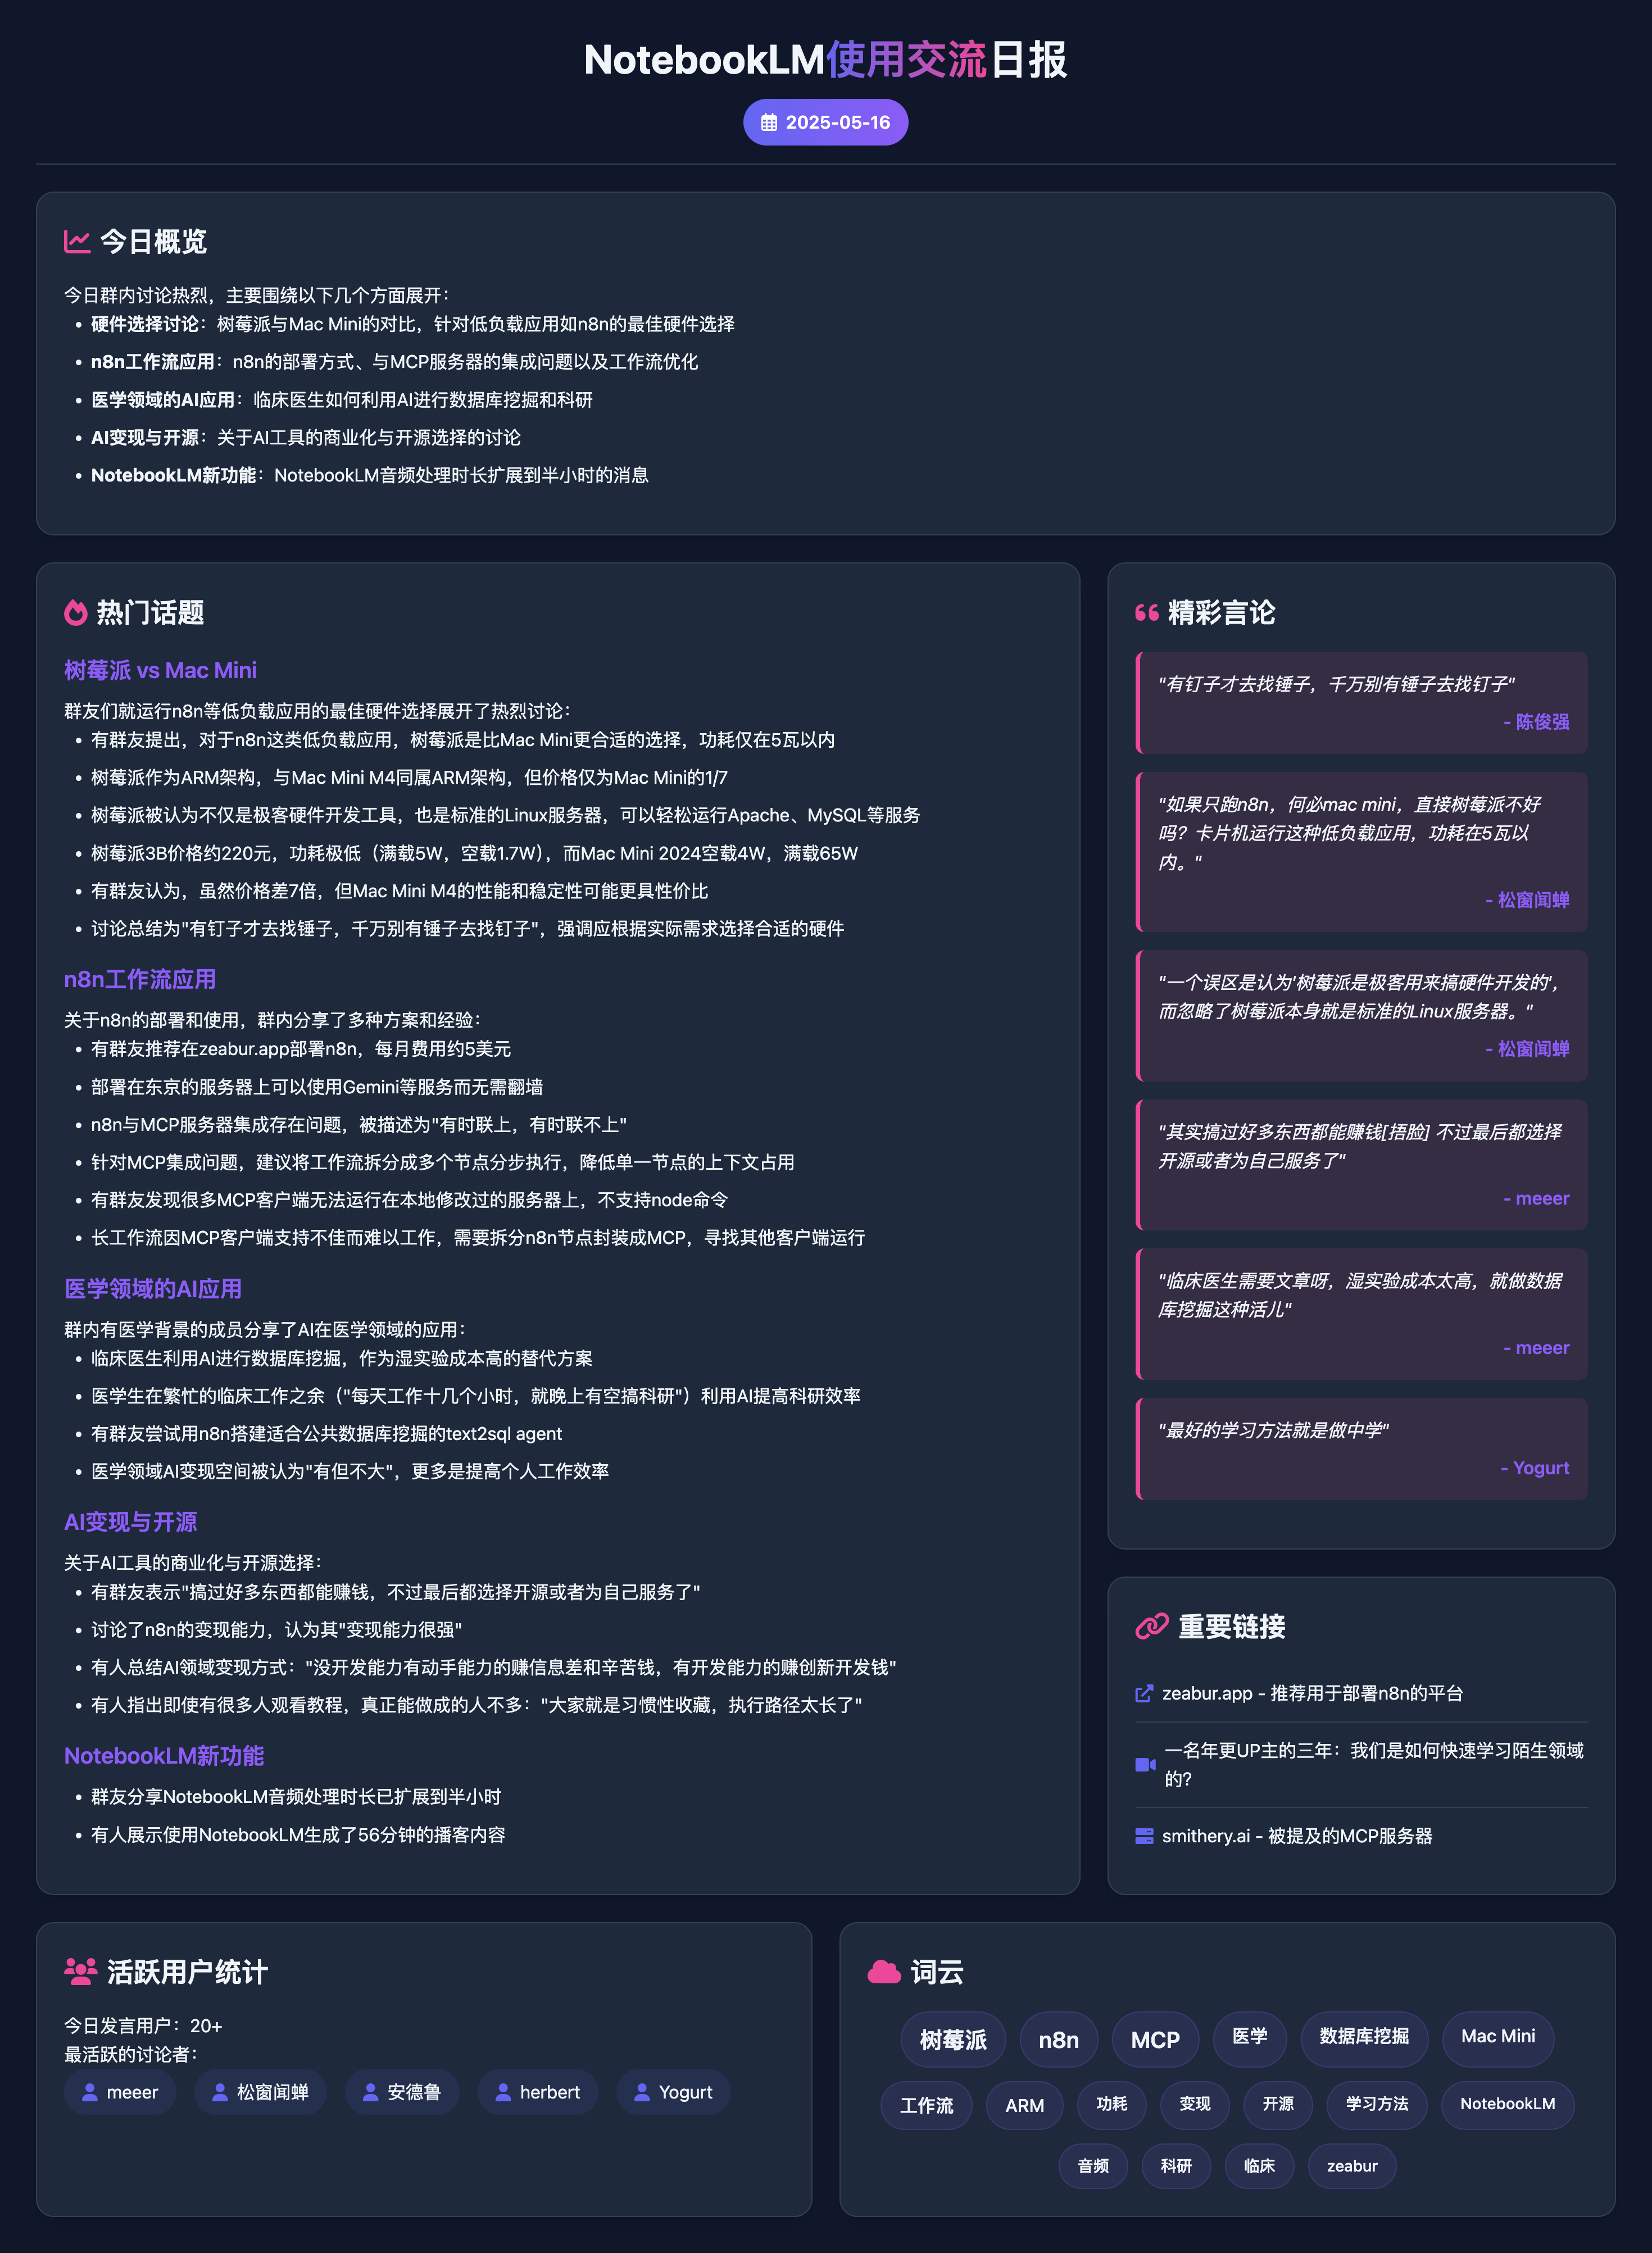 NotebookLM使用交流日报
2025-05-16
今日概览
今日群内讨论热烈，主要围绕以下几个方面展开：
• 硬件选择讨论：树莓派与Mac Mini的对比，针对低负载应用如n8n的最佳硬件选择
• n8n工作流应用：n8n的部署方式、与MCP服务器的集成问题以及工作流优化
• 医学领域的AI应用：临床医生如何利用AI进行数据库挖掘和科研
• AI变现与开源：关于AI工具的商业化与开源选择的讨论
• NotebookLM新功能：NotebookLM音频处理时长扩展到半小时的消息
热门话题
树莓派 vs Mac Mini
群友们就运行n8n等低负载应用的最佳硬件选择展开了热烈讨论：
• 有群友提出，对于n8n这类低负载应用，树莓派是比Mac Mini更合适的选择，功耗仅在5瓦以内
• 树莓派作为ARM架构，与Mac Mini M4同属ARM架构，但价格仅为Mac Mini的1/7
• 树莓派被认为不仅是极客硬件开发工具，也是标准的Linux服务器，可以轻松运行Apache、MySQL等服务
• 树莓派3B价格约220元，功耗极低（满载5W，空载1.7W），而Mac Mini 2024空载4W，满载65W
• 有群友认为，虽然价格差7倍，但Mac Mini M4的性能和稳定性可能更具性价比
• 讨论总结为"有钉子才去找锤子，千万别有锤子去找钉子"，强调应根据实际需求选择合适的硬件
n8n工作流应用
关于n8n的部署和使用，群内分享了多种方案和经验：
• 有群友推荐在zeabur.app部署n8n，每月费用约5美元
• 部署在东京的服务器上可以使用Gemini等服务而无需翻墙
• n8n与MCP服务器集成存在问题，被描述为"有时联上，有时联不上"
• 针对MCP集成问题，建议将工作流拆分成多个节点分步执行，降低单一节点的上下文占用
• 有群友发现很多MCP客户端无法运行在本地修改过的服务器上，不支持node命令
• 长工作流因MCP客户端支持不佳而难以工作，需要拆分n8n节点封装成MCP，寻找其他客户端运行
医学领域的AI应用
群内有医学背景的成员分享了AI在医学领域的应用：
• 临床医生利用AI进行数据库挖掘，作为湿实验成本高的替代方案
• 医学生在繁忙的临床工作之余（"每天工作十几个小时，就晚上有空搞科研"）利用AI提高科研效率
• 有群友尝试用n8n搭建适合公共数据库挖掘的text2sql agent
• 医学领域AI变现空间被认为"有但不大"，更多是提高个人工作效率
AI变现与开源
关于AI工具的商业化与开源选择：
• 有群友表示"搞过好多东西都能赚钱，不过最后都选择开源或者为自己服务了"
• 讨论了n8n的变现能力，认为其"变现能力很强"
• 有人总结AI领域变现方式："没开发能力有动手能力的赚信息差和辛苦钱，有开发能力的赚创新开发钱"
• 有人指出即使有很多人观看教程，真正能做成的人不多："大家就是习惯性收藏，执行路径太长了"
NotebookLM新功能
• 群友分享NotebookLM音频处理时长已扩展到半小时
• 有人展示使用NotebookLM生成了56分钟的播客内容
精彩言论
"有钉子才去找锤子，千万别有锤子去找钉子"
- 陈俊强
"如果只跑n8n，何必mac mini，直接树莓派不好
吗？卡片机运行这种低负载应用，功耗在5瓦以
内。"
- 松窗闻蝉
"一个误区是认为'树莓派是极客用来搞硬件开发的'，
而忽略了树莓派本身就是标准的Linux服务器。"
- 松窗闻蝉
"其实搞过好多东西都能赚钱[捂脸] 不过最后都选择
开源或者为自己服务了"
- meeer
"临床医生需要文章呀，湿实验成本太高，就做数据
库挖掘这种活儿"
- meeer
"最好的学习方法就是做中学"
- Yogurt
重要链接
zeabur.app - 推荐用于部署n8n的平台
一名年更UP主的三年：我们是如何快速学习陌生领域
的?
smithery.ai - 被提及的MCP服务器
活跃用户统计
今日发言用户：20+
最活跃的讨论者：
meeer 松窗闻蝉 安德鲁 herbert Yogurt
词云
树莓派 n8n MCP 医学 数据库挖掘 Mac Mini
工作流 ARM 功耗 变现 开源 学习方法 NotebookLM
音频 科研 临床 zeabur